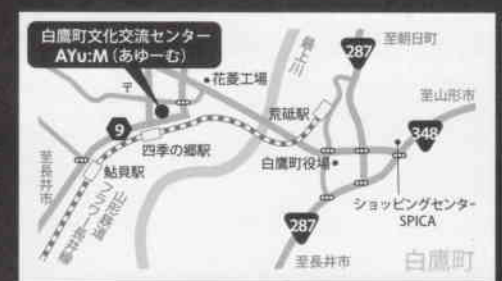 白鷹町文化交流センター
AYu:M（あゆーむ）
〒
花菱工場
最上川
287
至朝日町
至山形市
荒砥駅
9
348
四季の郷駅
白鷹町役場
至長井市
鮎貝駅
山形鉄道
フラワー長井線
ショッピングセンター
SPICA
287
至長井市
白鷹町